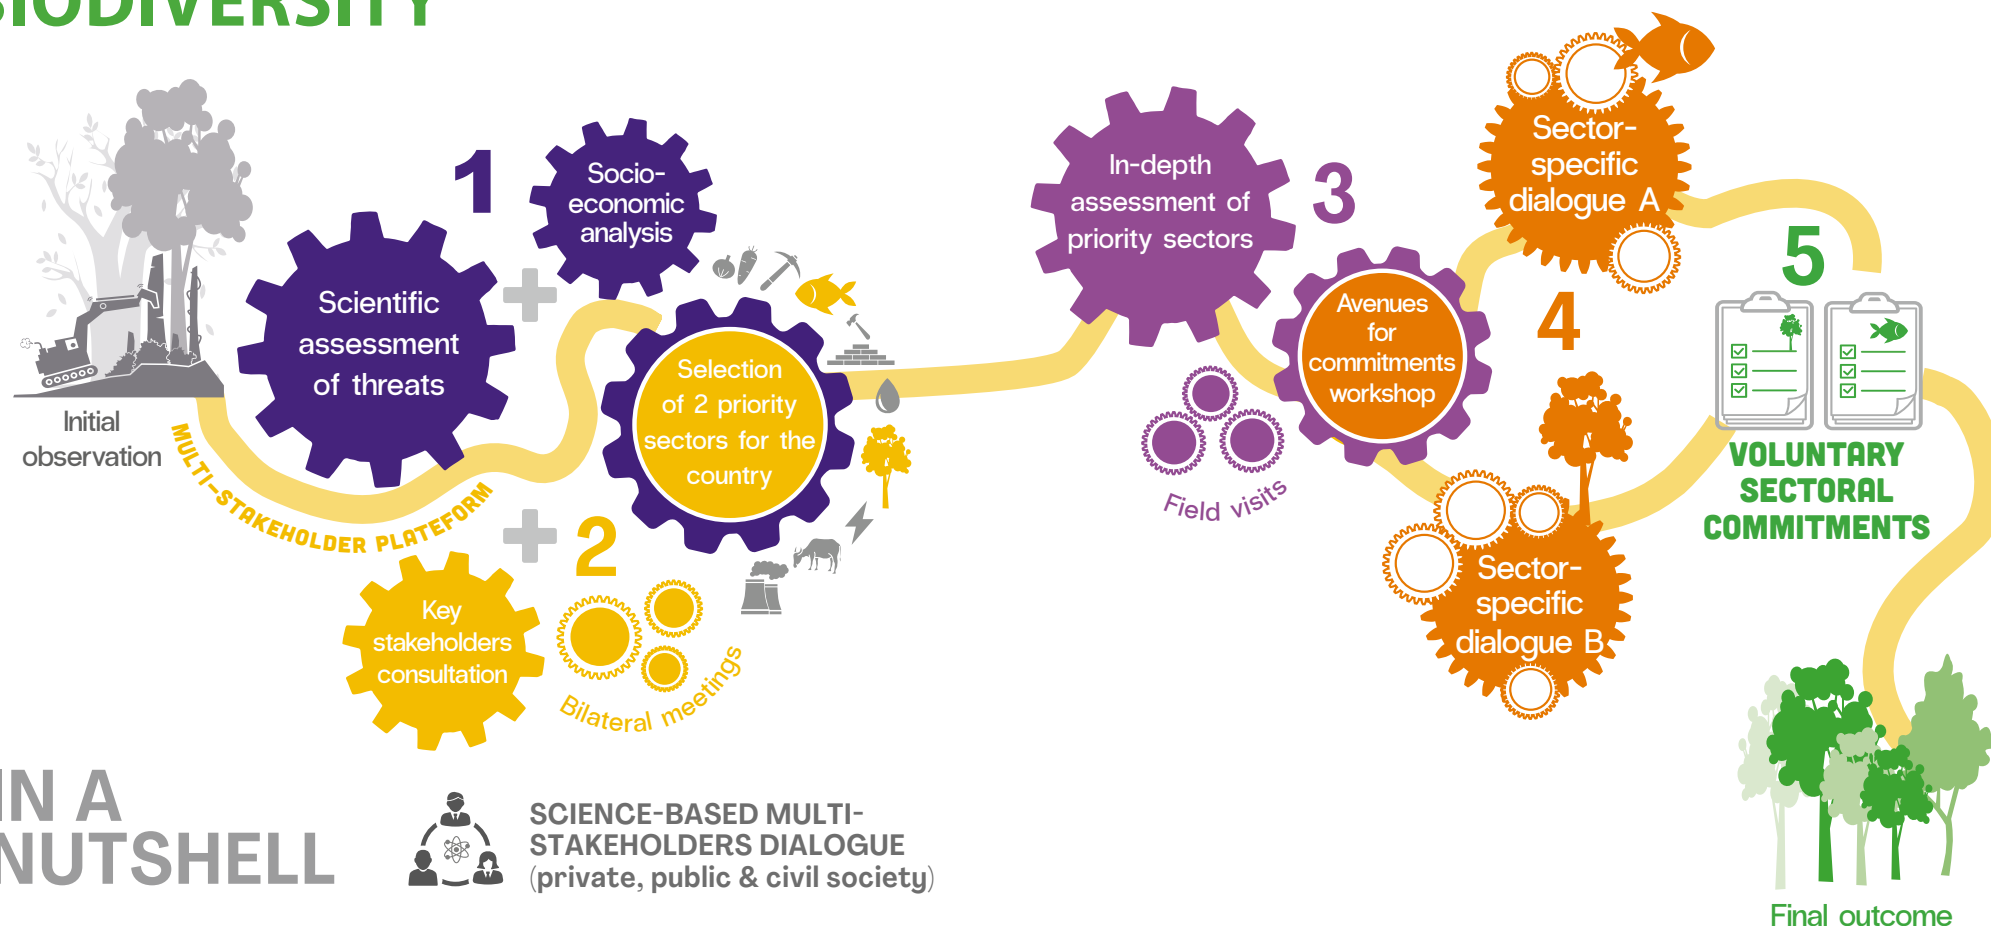 BIODIVERSITY
Initial
observation
MULTI-STAKEHOLDER PLATEFORM
1
Scientific
assessment
of threats
Socio-
economic
analysis
2
Key
stakeholders
consultation
Bilateral meetings
Selection
of 2 priority
sectors for the
country
In-depth
assessment of
priority sectors
3
Field visits
Avenues
for
commitments
workshop
4
Sector-
specific
dialogue A
Sector-
specific
dialogue B
5
VOLUNTARY
SECTORAL
COMMITMENTS
Final outcome
IN A
NUTSHELL
SCIENCE-BASED MULTI-
STAKEHOLDERS DIALOGUE
(private, public & civil society)